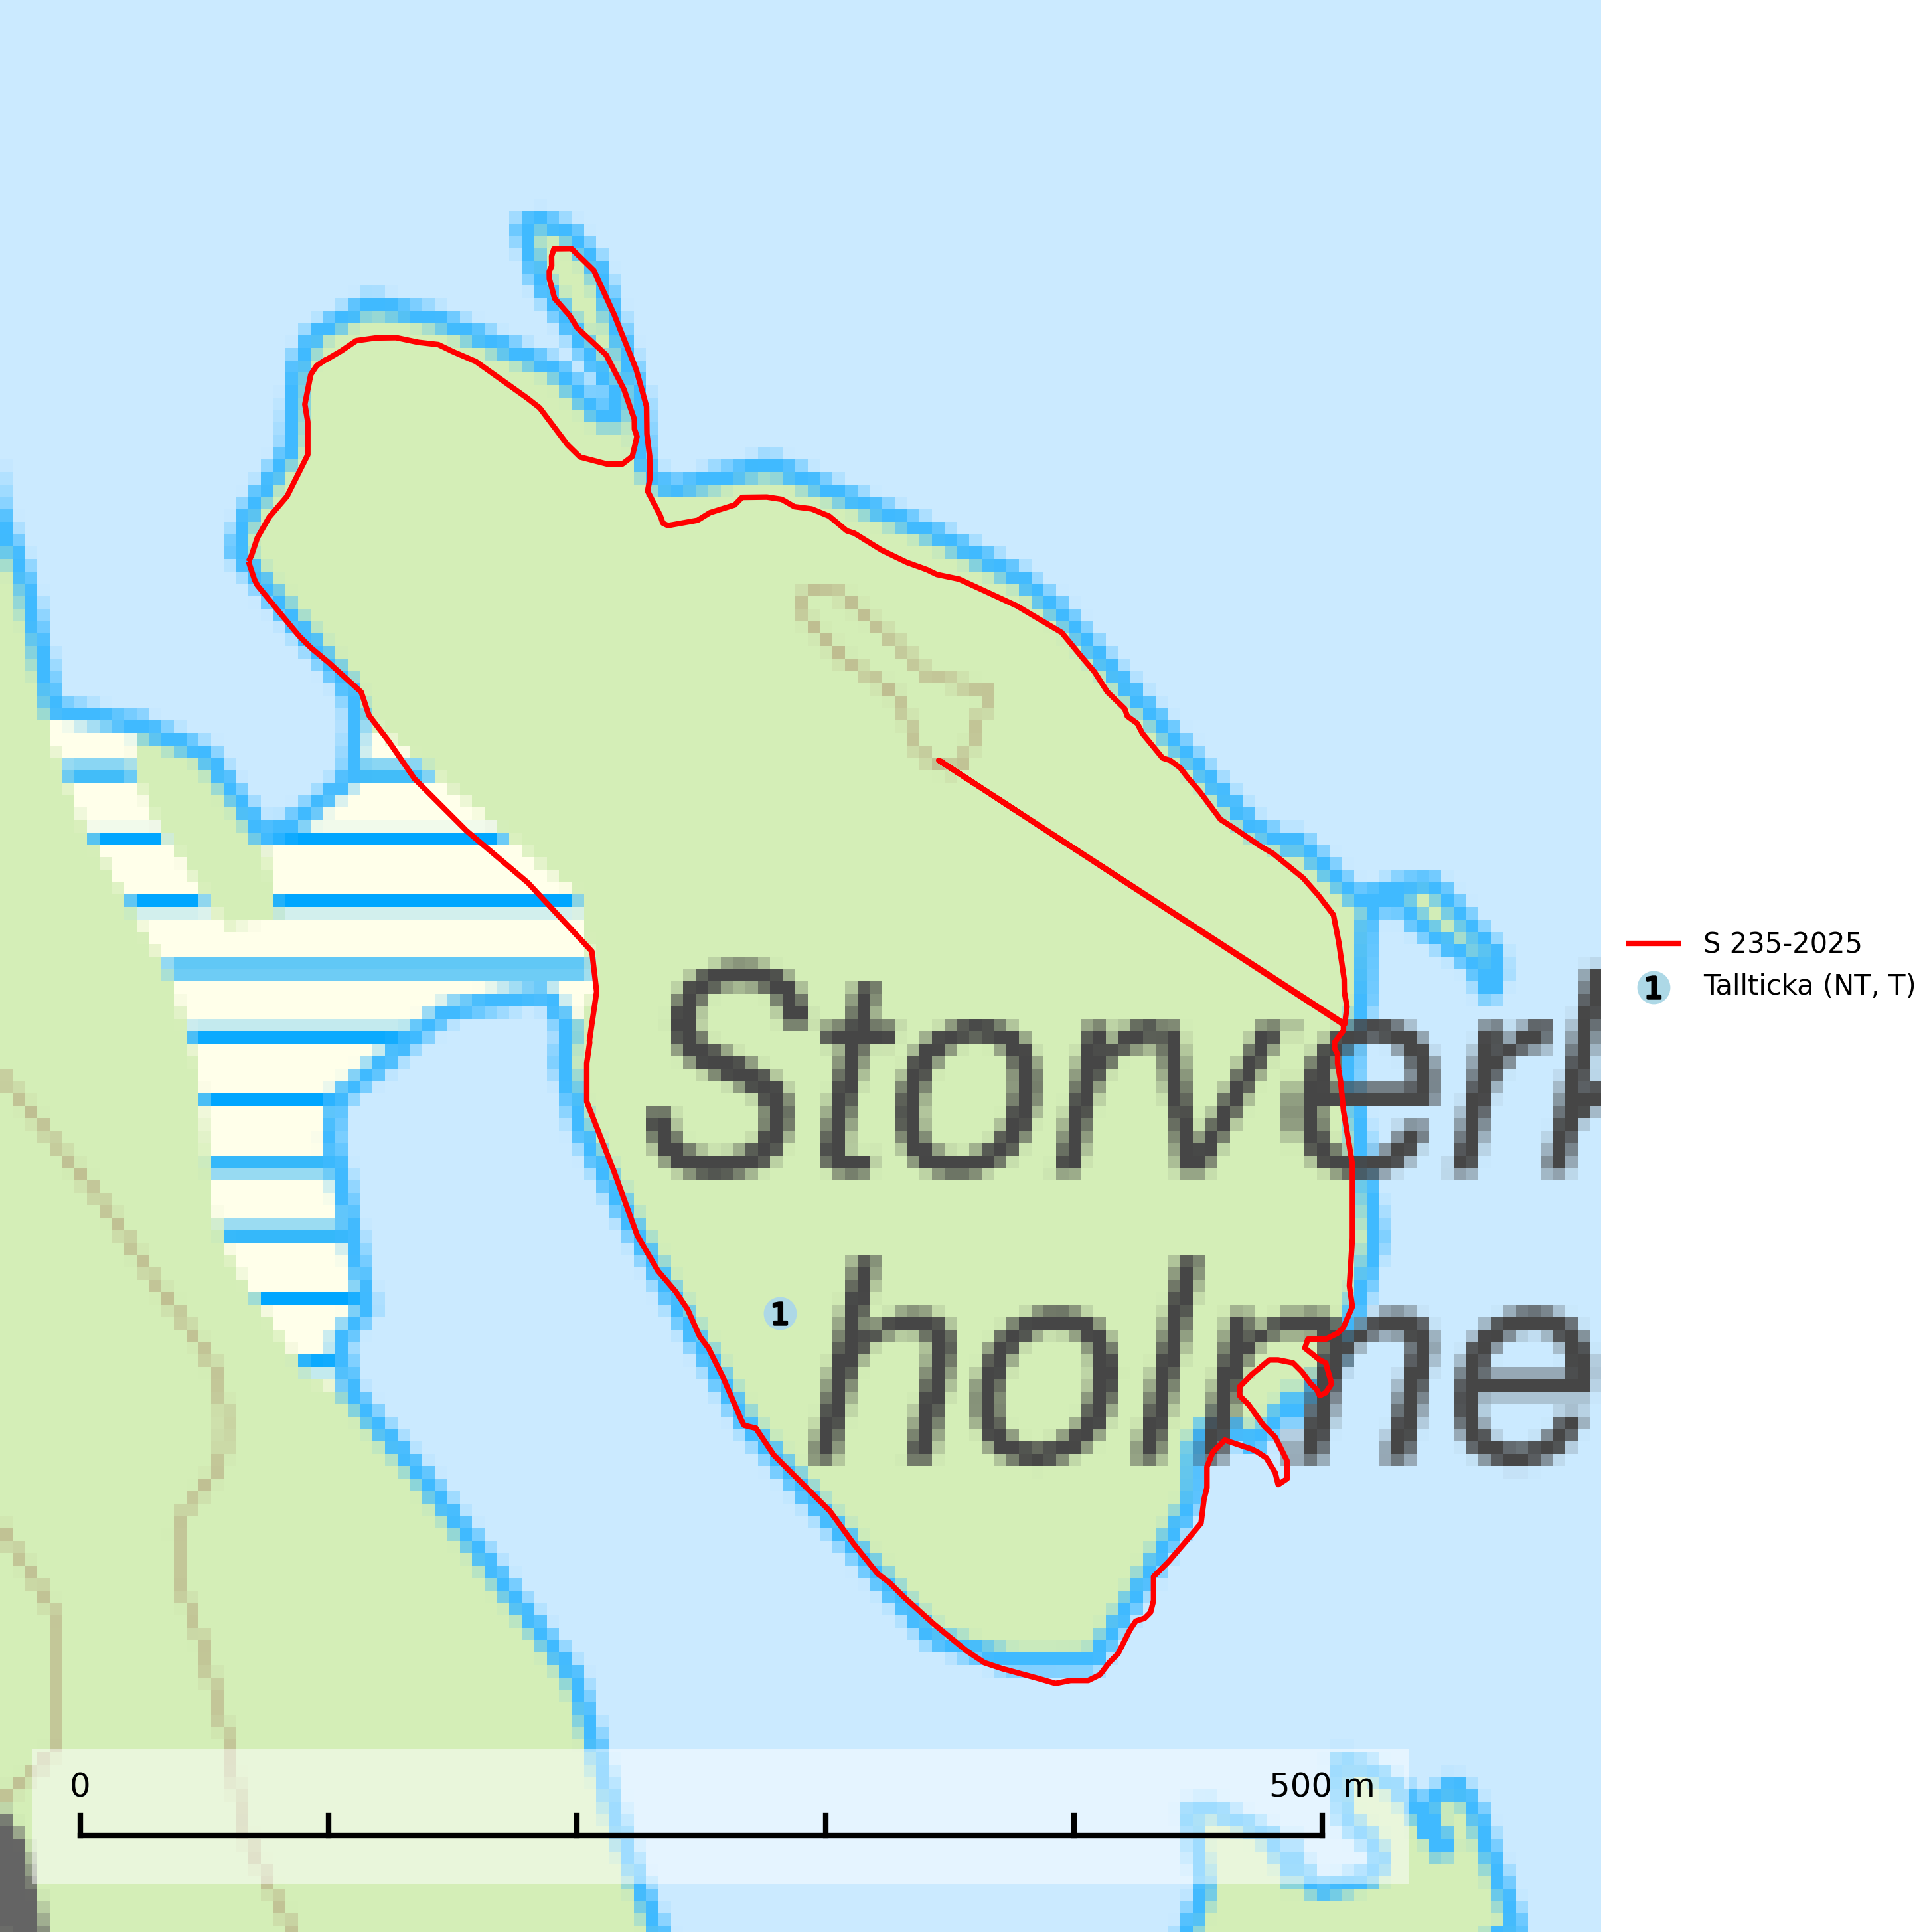 S 235-2025
1 Tallticka (NT, T)
Storverk
holme
1
0 500 m